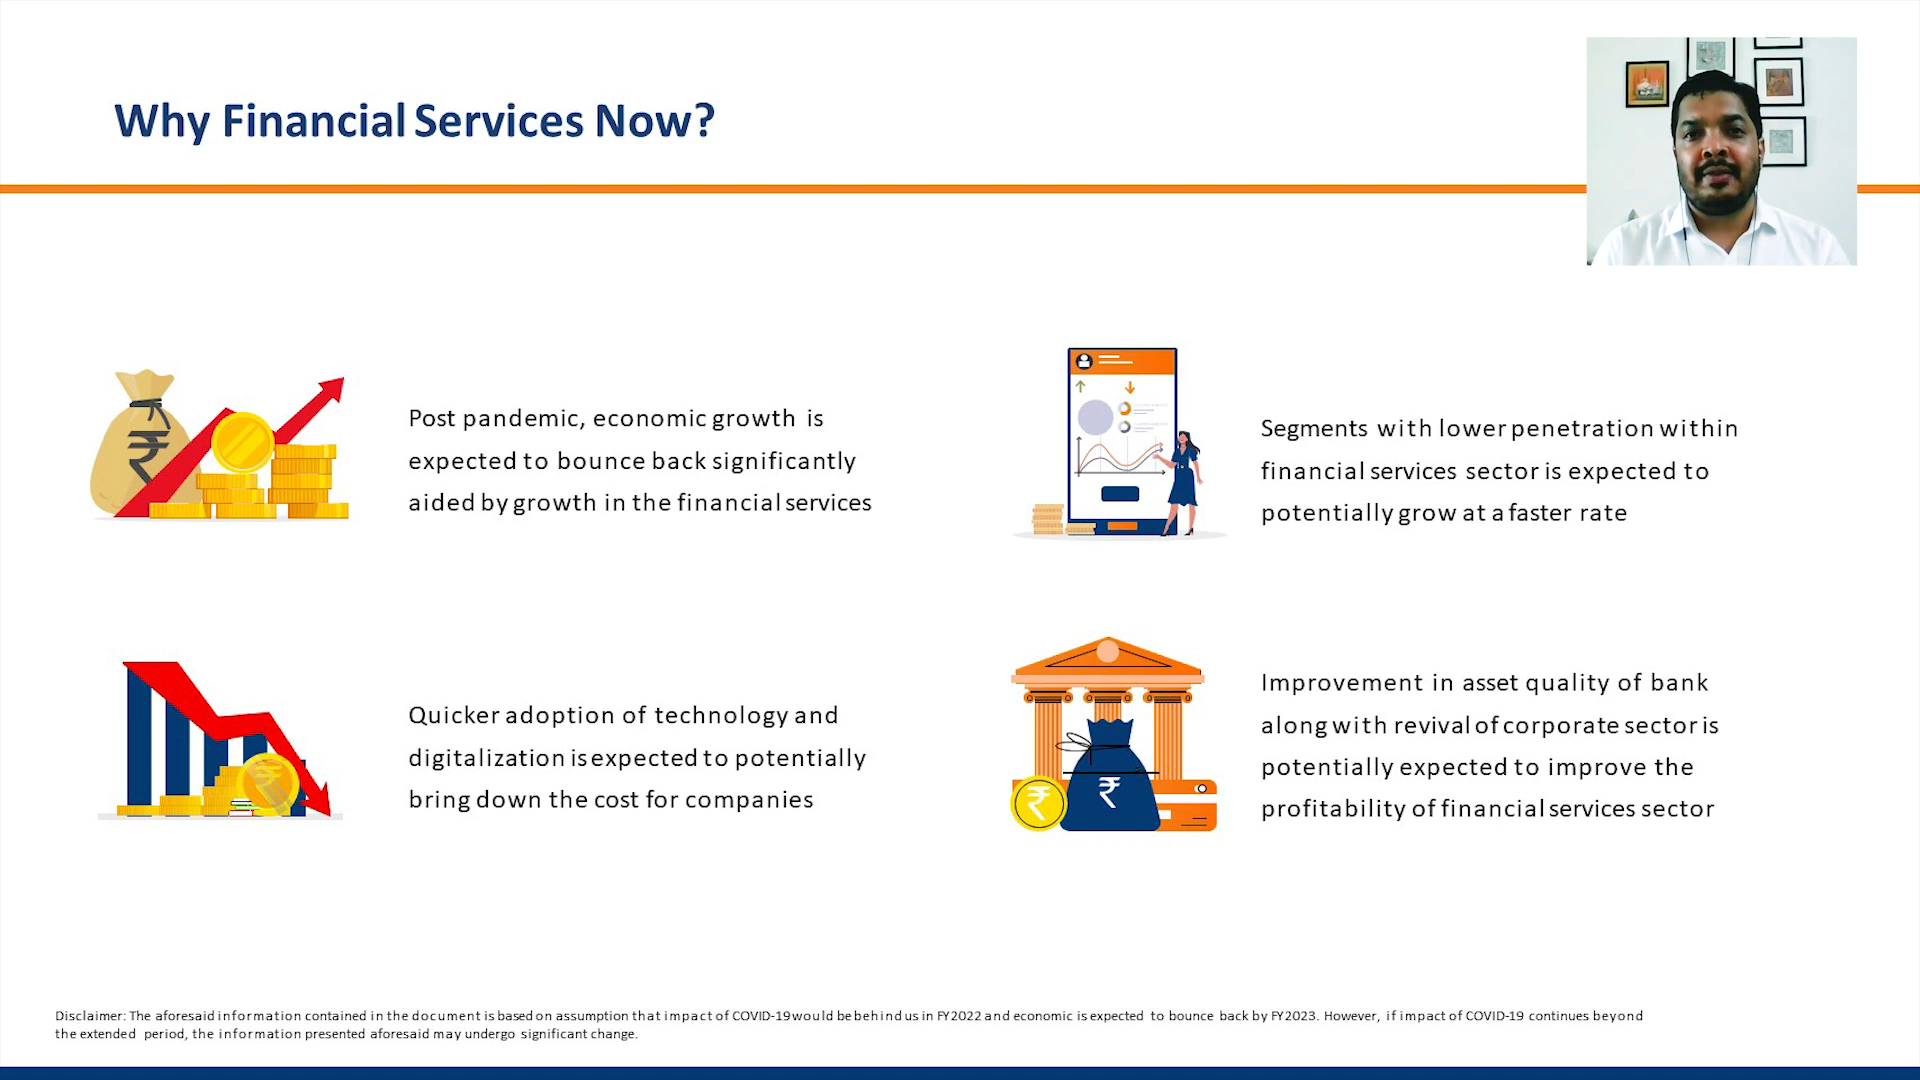 Why Financial Services Now?
Post pandemic, economic growth is
expected to bounce back significantly
aided by growth in the financial services
Segments with lower penetration within
financial services sector is expected to
potentially grow at a faster rate
Quicker adoption of technology and
digitalization is expected to potentially
bring down the cost for companies
Improvement in asset quality of bank
along with revival of corporate sector is
potentially expected to improve the
profitability of financial services sector
Disclaimer: The aforesaid information contained in the document is based on assumption that impact of COVID-19 would be behind us in FY2022 and economic is expected to bounce back by FY2023. However, if impact of COVID-19 continues beyond
the extended period, the information presented aforesaid may undergo significant change.